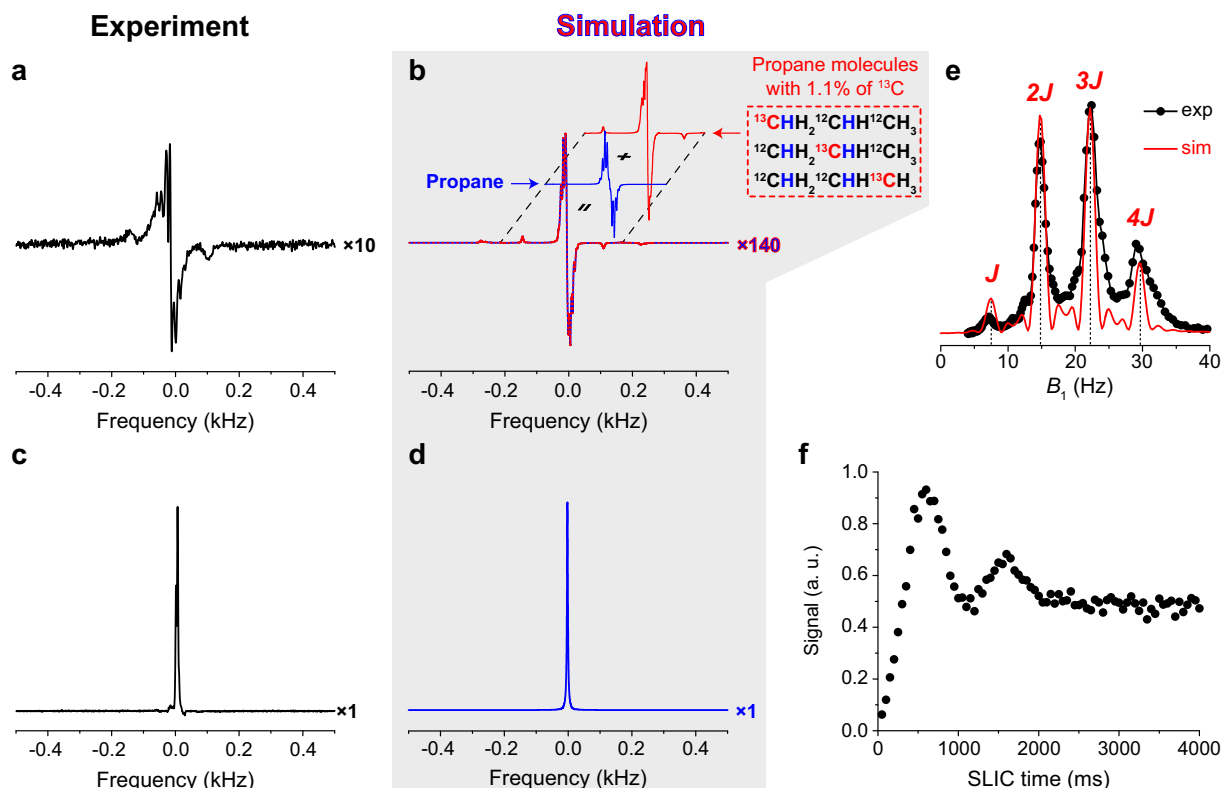 Experiment
Simulation
a
×10
-0.4 -0.2 0.0 0.2 0.4
Frequency (kHz)
b
Propane molecules
with 1.1% of ¹³C
¹³CHH₂¹²CHH¹²CH₃
¹²CHH₂¹³CHH¹²CH₃
¹²CHH₂¹²CHH¹³CH₃
Propane
+
=
×140
-0.4 -0.2 0.0 0.2 0.4
Frequency (kHz)
e
J
2J
3J
4J
exp
sim
0 10 20 30 40
B₁ (Hz)
c
×1
-0.4 -0.2 0.0 0.2 0.4
Frequency (kHz)
d
×1
-0.4 -0.2 0.0 0.2 0.4
Frequency (kHz)
f
Signal (a. u.)
1.0
0.8
0.6
0.4
0.2
0.0
0 1000 2000 3000 4000
SLIC time (ms)